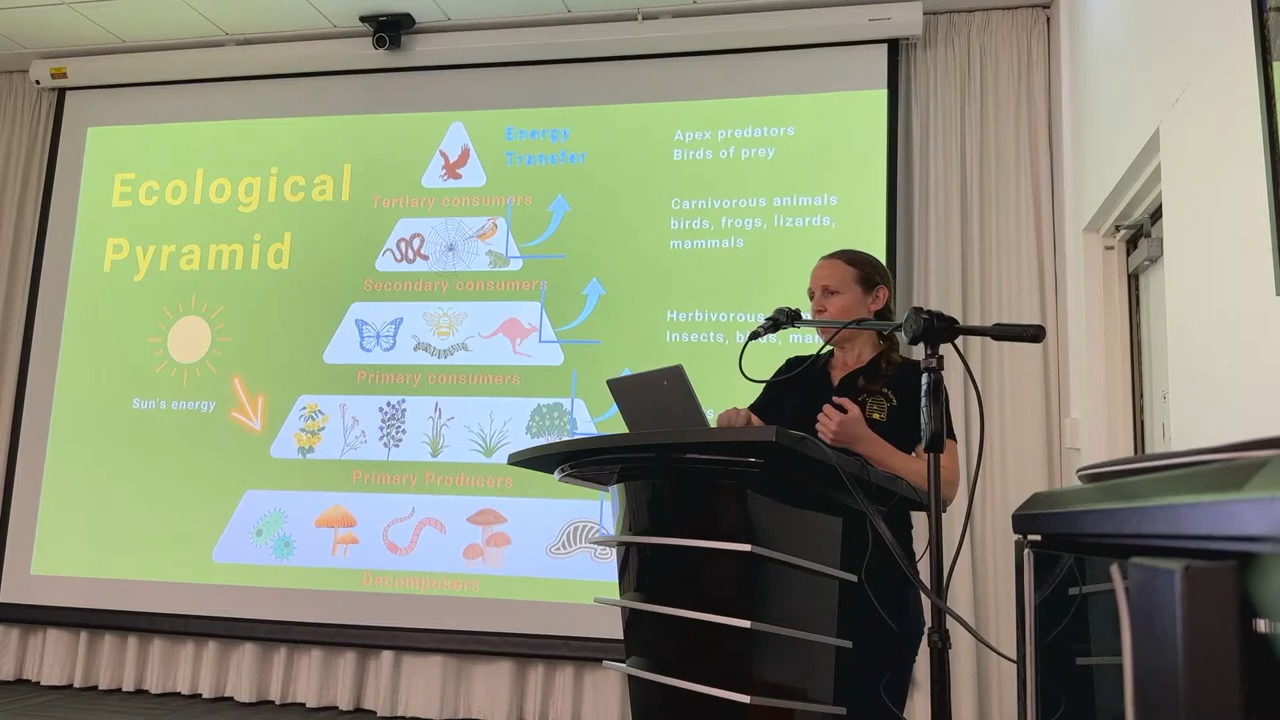 Ecological
Pyramid
Sun's energy
Energy
Transfer
Tertiary consumers
Secondary consumers
Primary consumers
Primary Producers
Decomposers
Apex predators
Birds of prey
Carnivorous animals
birds, frogs, lizards,
mammals
Herbivorous
Insects, birds,